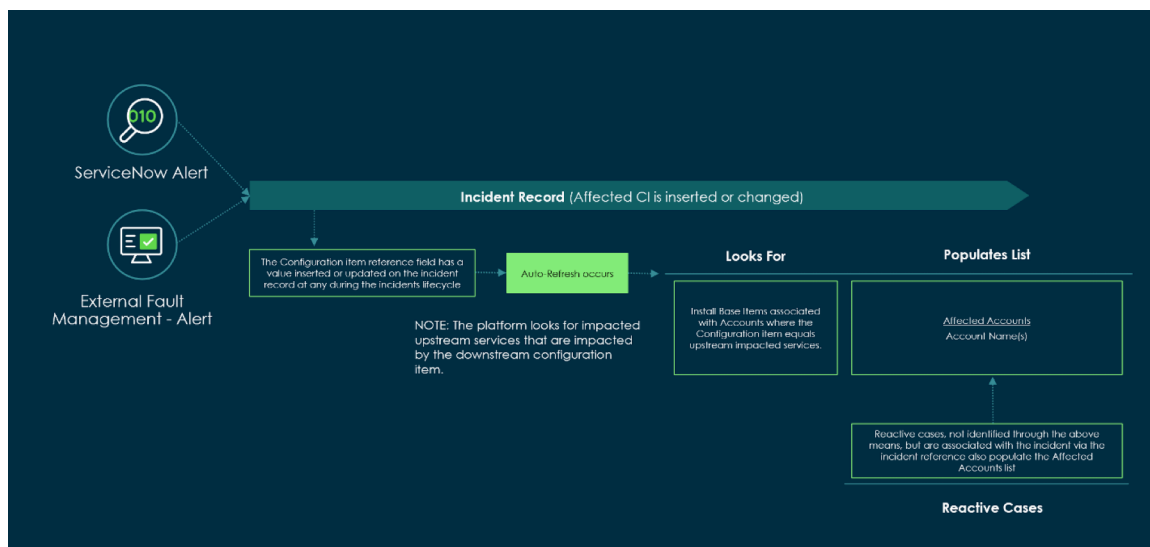 010
ServiceNow Alert
External Fault
Management - Alert
Incident Record (Affected CI is inserted or changed)
The Configuration item reference field has a
value inserted or updated on the incident
record at any during the incidents lifecycle
Auto-Refresh occurs
NOTE: The platform looks for impacted
upstream services that are impacted
by the downstream configuration
item.
Looks For
Install Base Items associated
with Accounts where the
Configuration item equals
upstream impacted services.
Populates List
Affected Accounts
Account Name(s)
Reactive cases, not identified through the above
means, but are associated with the incident via the
incident reference also populate the Affected
Accounts list
Reactive Cases